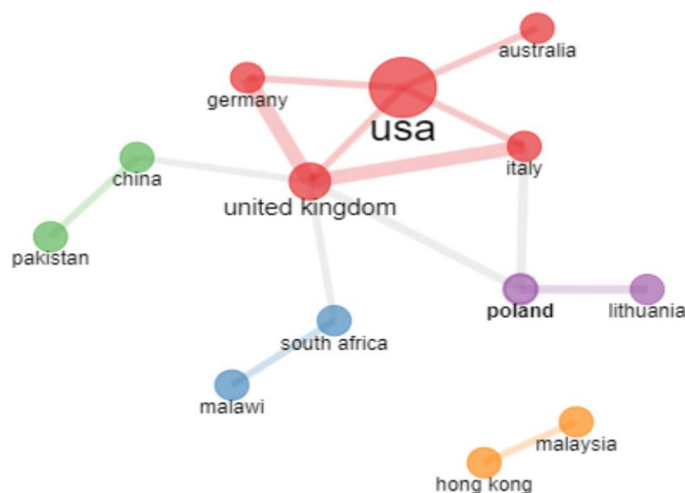 australia
germany
usa
italy
china
united kingdom
pakistan
poland
lithuania
south africa
malawi
malaysia
hong kong